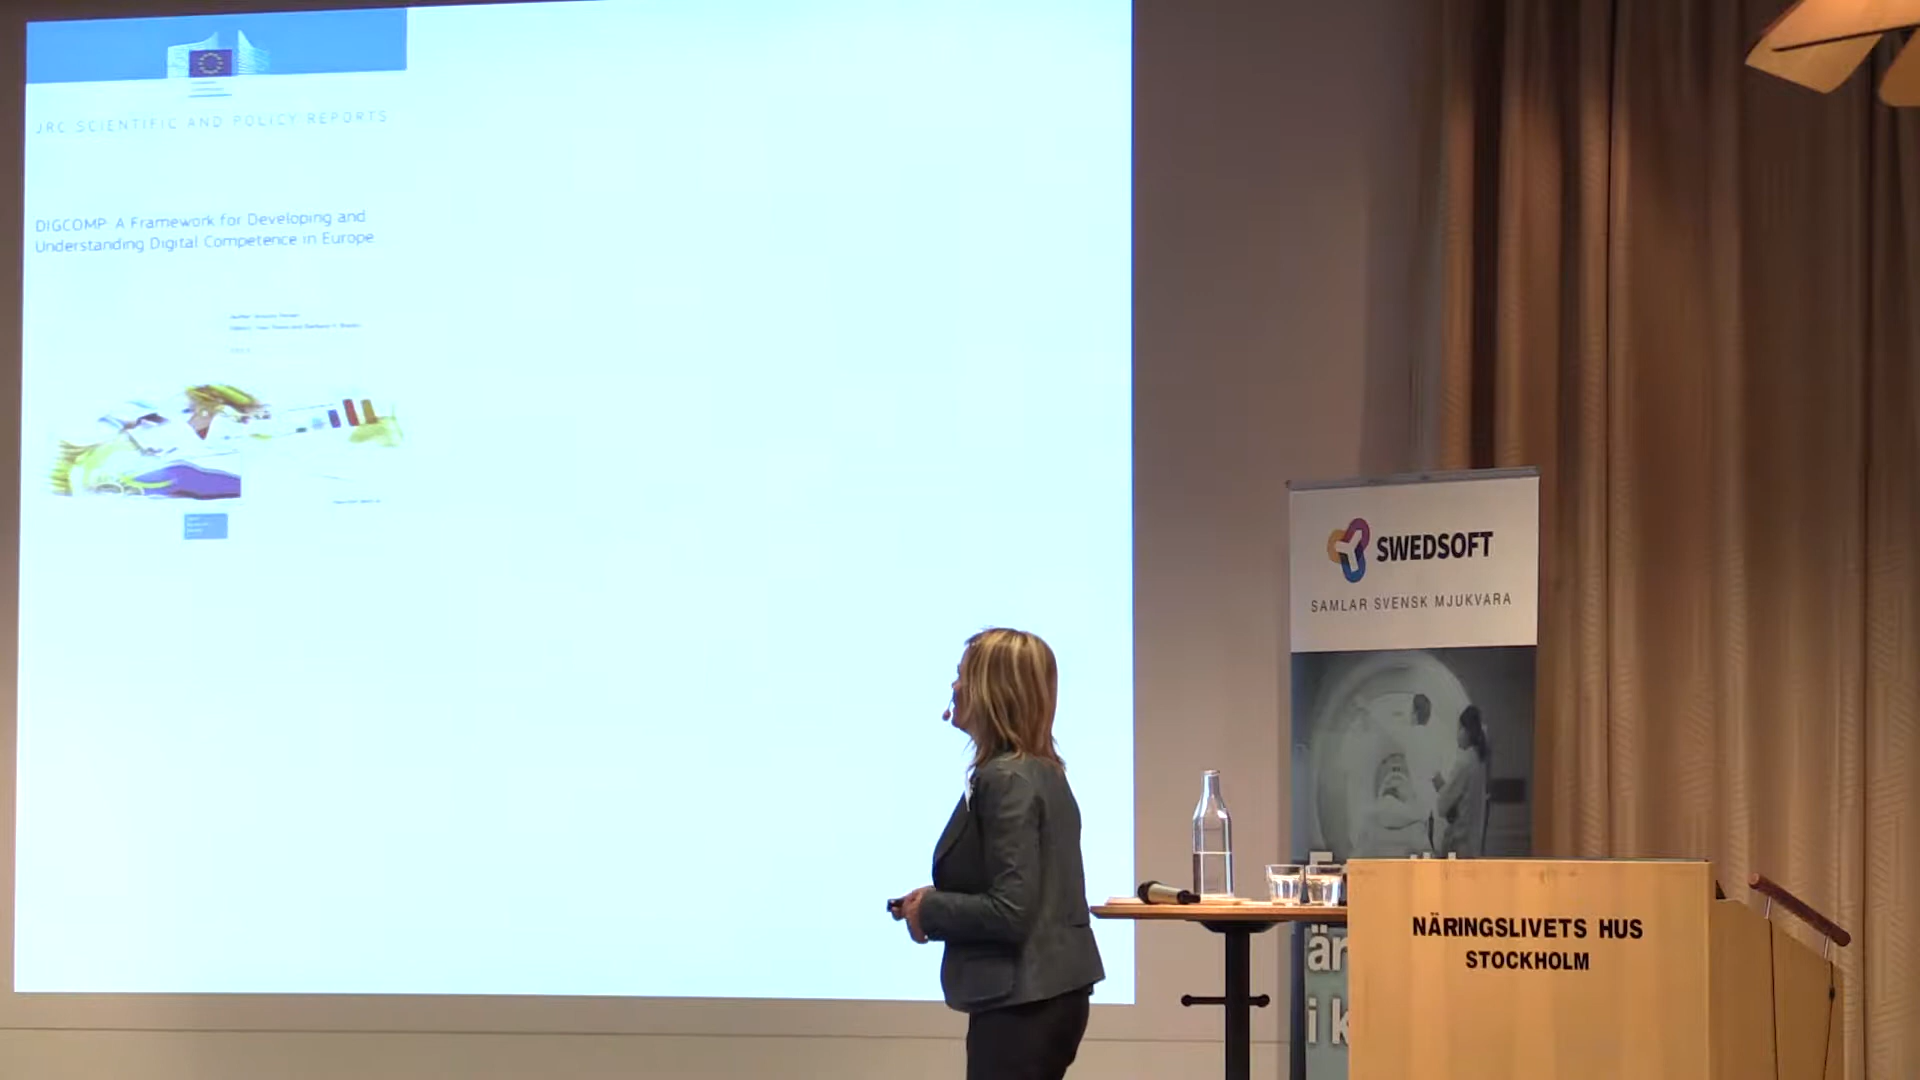 JRC SCIENTIFIC AND POLICY REPORTS
DIGCOMP: A Framework for Developing and
Understanding Digital Competence in Europe
SWEDSOFT
SAMLAR SVENSK MJUKVARA
är
i k
NÄRINGSLIVETS HUS
STOCKHOLM